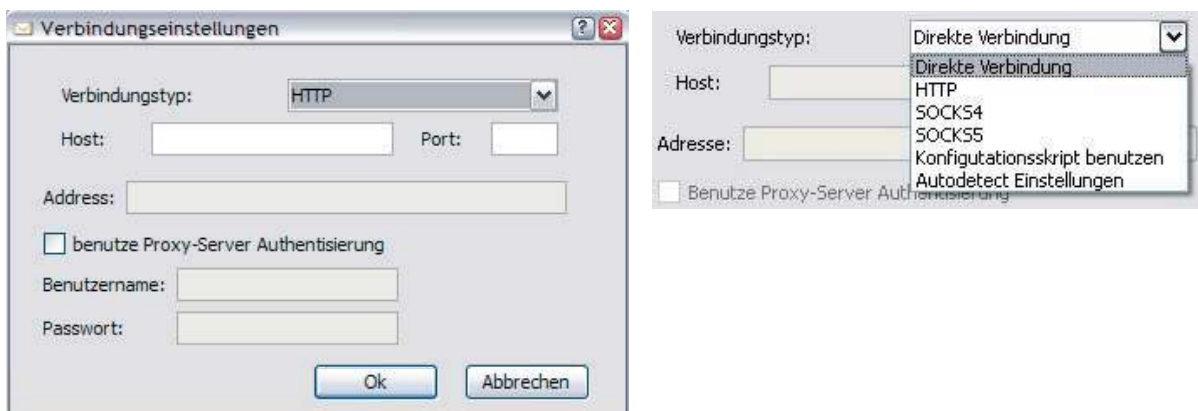 Verbindungseinstellungen
Verbindungstyp: HTTP
Host: Port:
Address:
benutze Proxy-Server Authentisierung
Benutzername:
Passwort:
Ok Abbrechen
Verbindungstyp: Direkte Verbindung
Direkte Verbindung
Host:
HTTP
SOCKS4
SOCKS5
Adresse:
Konfigutationsskript benutzen
Autodetect Einstellungen
Benutze Proxy-Server Authentisierung